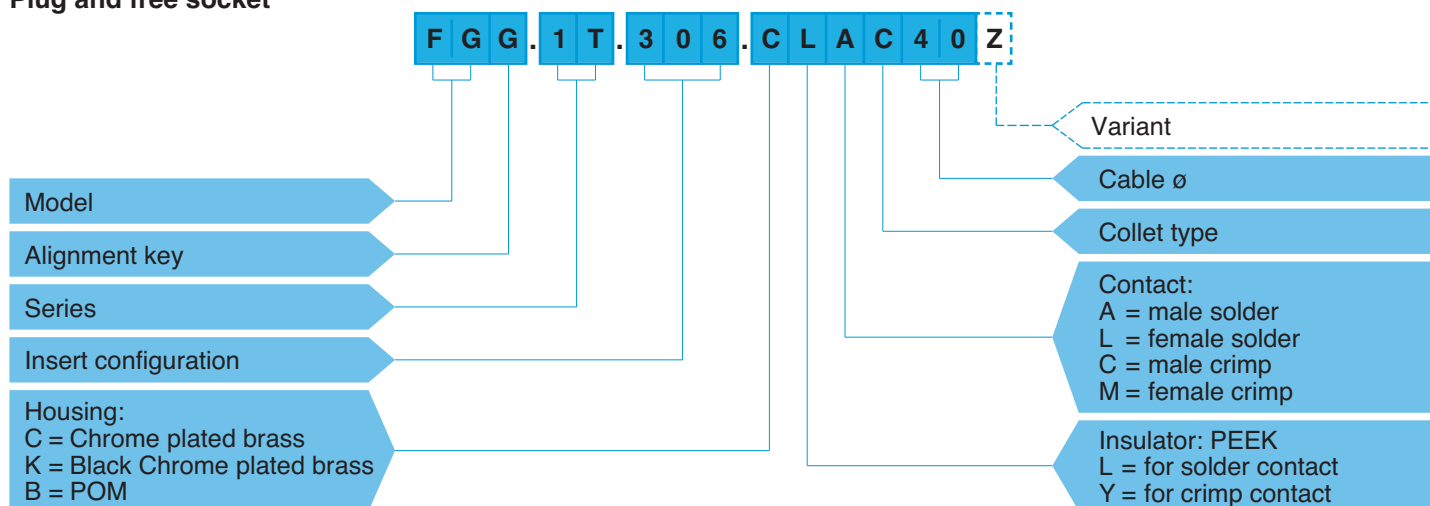 Plug and free socket
F G G . 1 T . 3 0 6 . C L A C 4 0 Z
Variant
Cable ø
Collet type
Contact:
A = male solder
L = female solder
C = male crimp
M = female crimp
Insulator: PEEK
L = for solder contact
Y = for crimp contact
Model
Alignment key
Series
Insert configuration
Housing:
C = Chrome plated brass
K = Black Chrome plated brass
B = POM